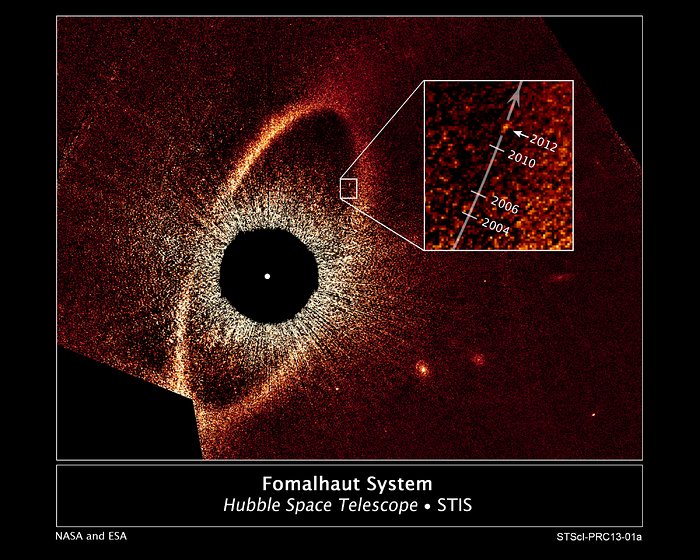 2012
2010
2006
2004
Fomalhaut System
Hubble Space Telescope • STIS
NASA and ESA
STScI-PRC13-01a